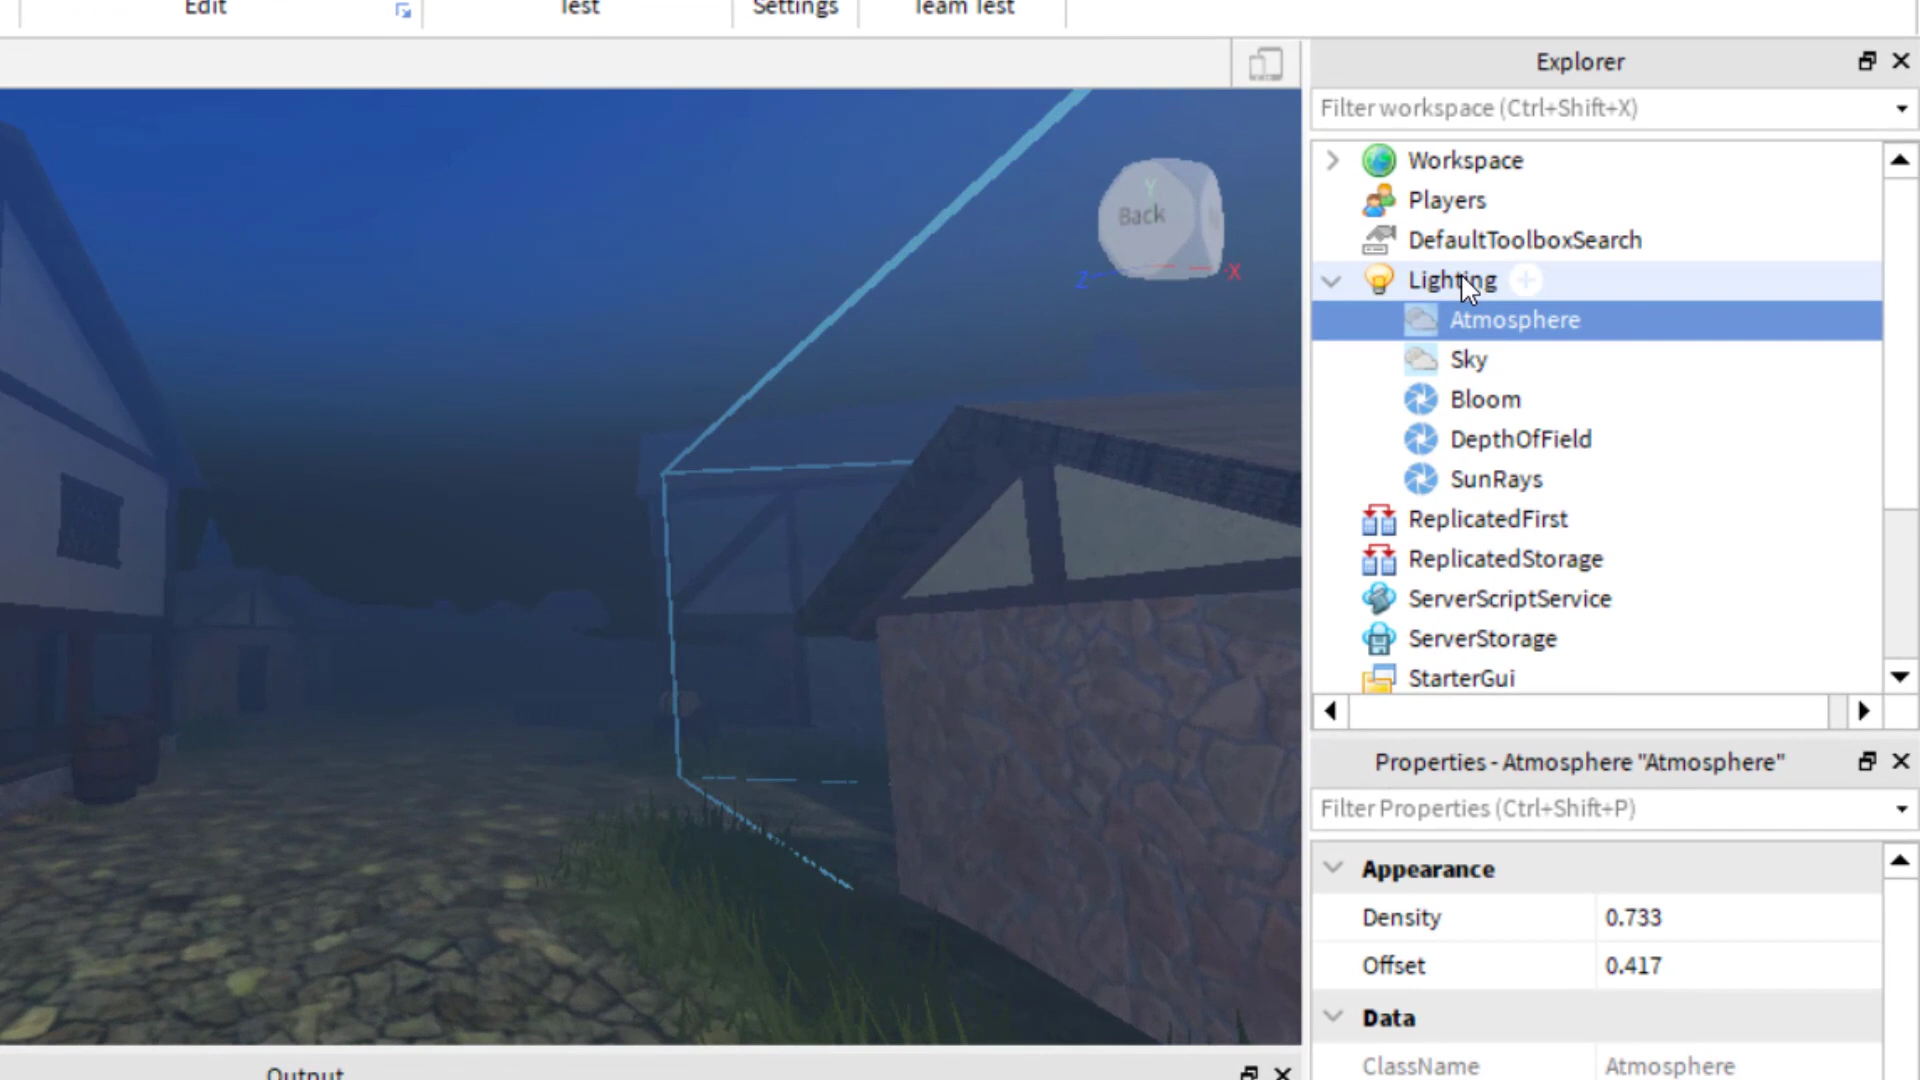 Edit
Test
Settings
Team Test
Explorer
Filter workspace (Ctrl+Shift+X)
Workspace
Players
DefaultToolboxSearch
Lighting
Atmosphere
Sky
Bloom
DepthOfField
SunRays
ReplicatedFirst
ReplicatedStorage
ServerScriptService
ServerStorage
StarterGui
Y
Back
Z
X
Properties - Atmosphere "Atmosphere"
Filter Properties (Ctrl+Shift+P)
Appearance
Density 0.733
Offset 0.417
Data
ClassName Atmosphere
Output